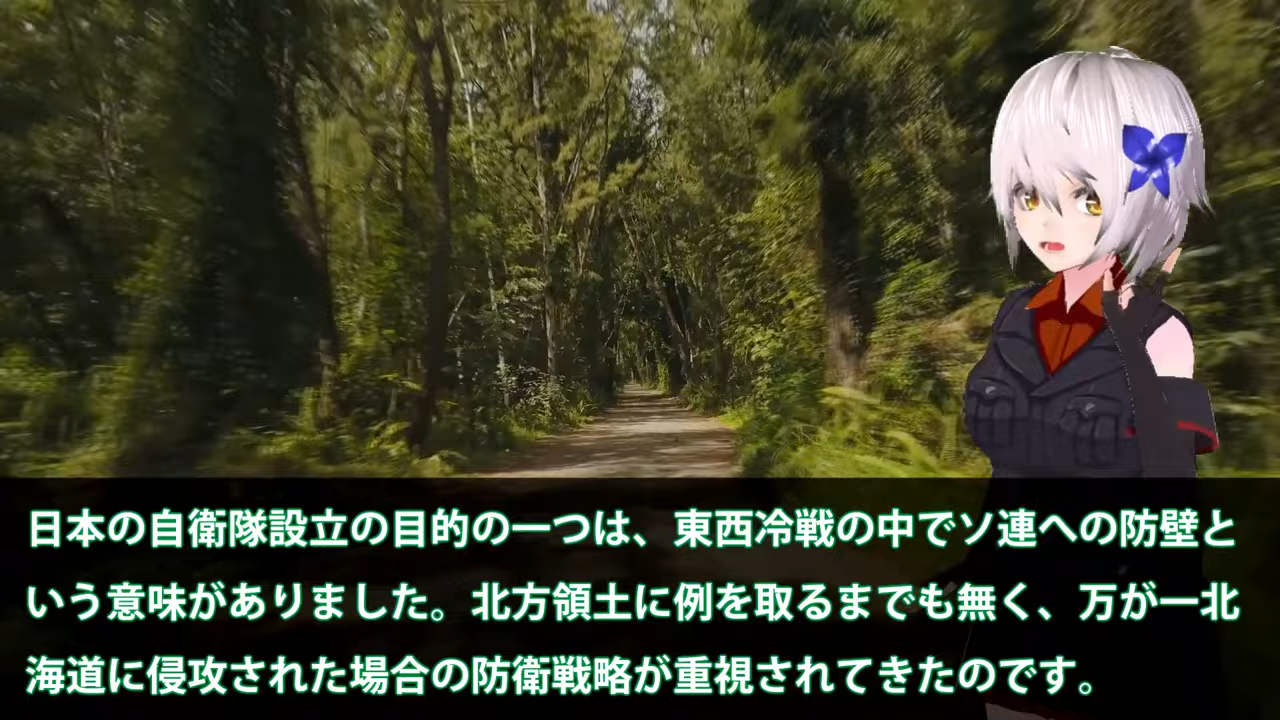 日本の自衛隊設立の目的の一つは、東西冷戦の中でソ連への防壁と
いう意味がありました。北方領土に例を取るまでも無く、万が一北
海道に侵攻された場合の防衛戦略が重視されてきたのです。